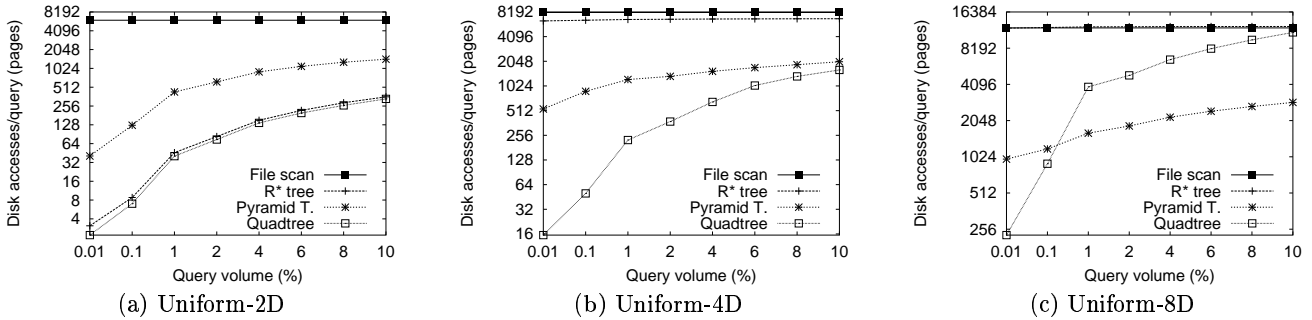 Disk accesses/query (pages)
8192
4096
2048
1024
512
256
128
64
32
16
8
4
File scan
R* tree
Pyramid T.
Quadtree
0.01 0.1 1 2 4 6 8 10
Query volume (%)
(a) Uniform-2D
Disk accesses/query (pages)
8192
4096
2048
1024
512
256
128
64
32
16
File scan
R* tree
Pyramid T.
Quadtree
0.01 0.1 1 2 4 6 8 10
Query volume (%)
(b) Uniform-4D
Disk accesses/query (pages)
16384
8192
4096
2048
1024
512
256
File scan
R* tree
Pyramid T.
Quadtree
0.01 0.1 1 2 4 6 8 10
Query volume (%)
(c) Uniform-8D